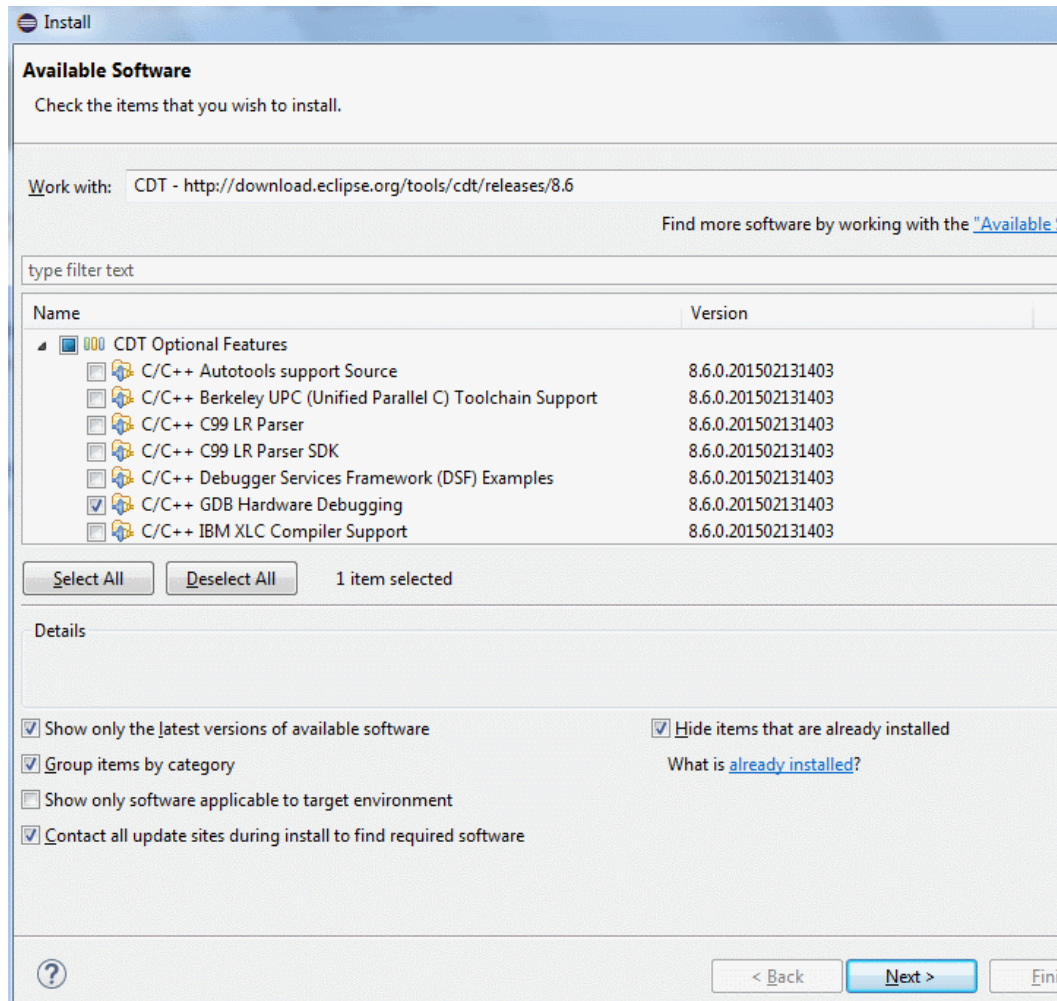 Install
Available Software
Check the items that you wish to install.
Work with: CDT - http://download.eclipse.org/tools/cdt/releases/8.6
Find more software by working with the "Available
type filter text
Name Version
CDT Optional Features
C/C++ Autotools support Source 8.6.0.201502131403
C/C++ Berkeley UPC (Unified Parallel C) Toolchain Support 8.6.0.201502131403
C/C++ C99 LR Parser 8.6.0.201502131403
C/C++ C99 LR Parser SDK 8.6.0.201502131403
C/C++ Debugger Services Framework (DSF) Examples 8.6.0.201502131403
C/C++ GDB Hardware Debugging 8.6.0.201502131403
C/C++ IBM XLC Compiler Support 8.6.0.201502131403
Select All Deselect All 1 item selected
Details
Show only the latest versions of available software Hide items that are already installed
Group items by category What is already installed?
Show only software applicable to target environment
Contact all update sites during install to find required software
? < Back Next > Fini